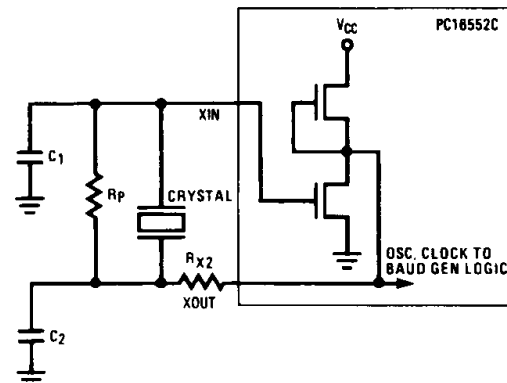 PC16552C
VCC
XIN
C1
RP
CRYSTAL
RX2
XOUT
OSC. CLOCK TO
BAUD GEN LOGIC
C2